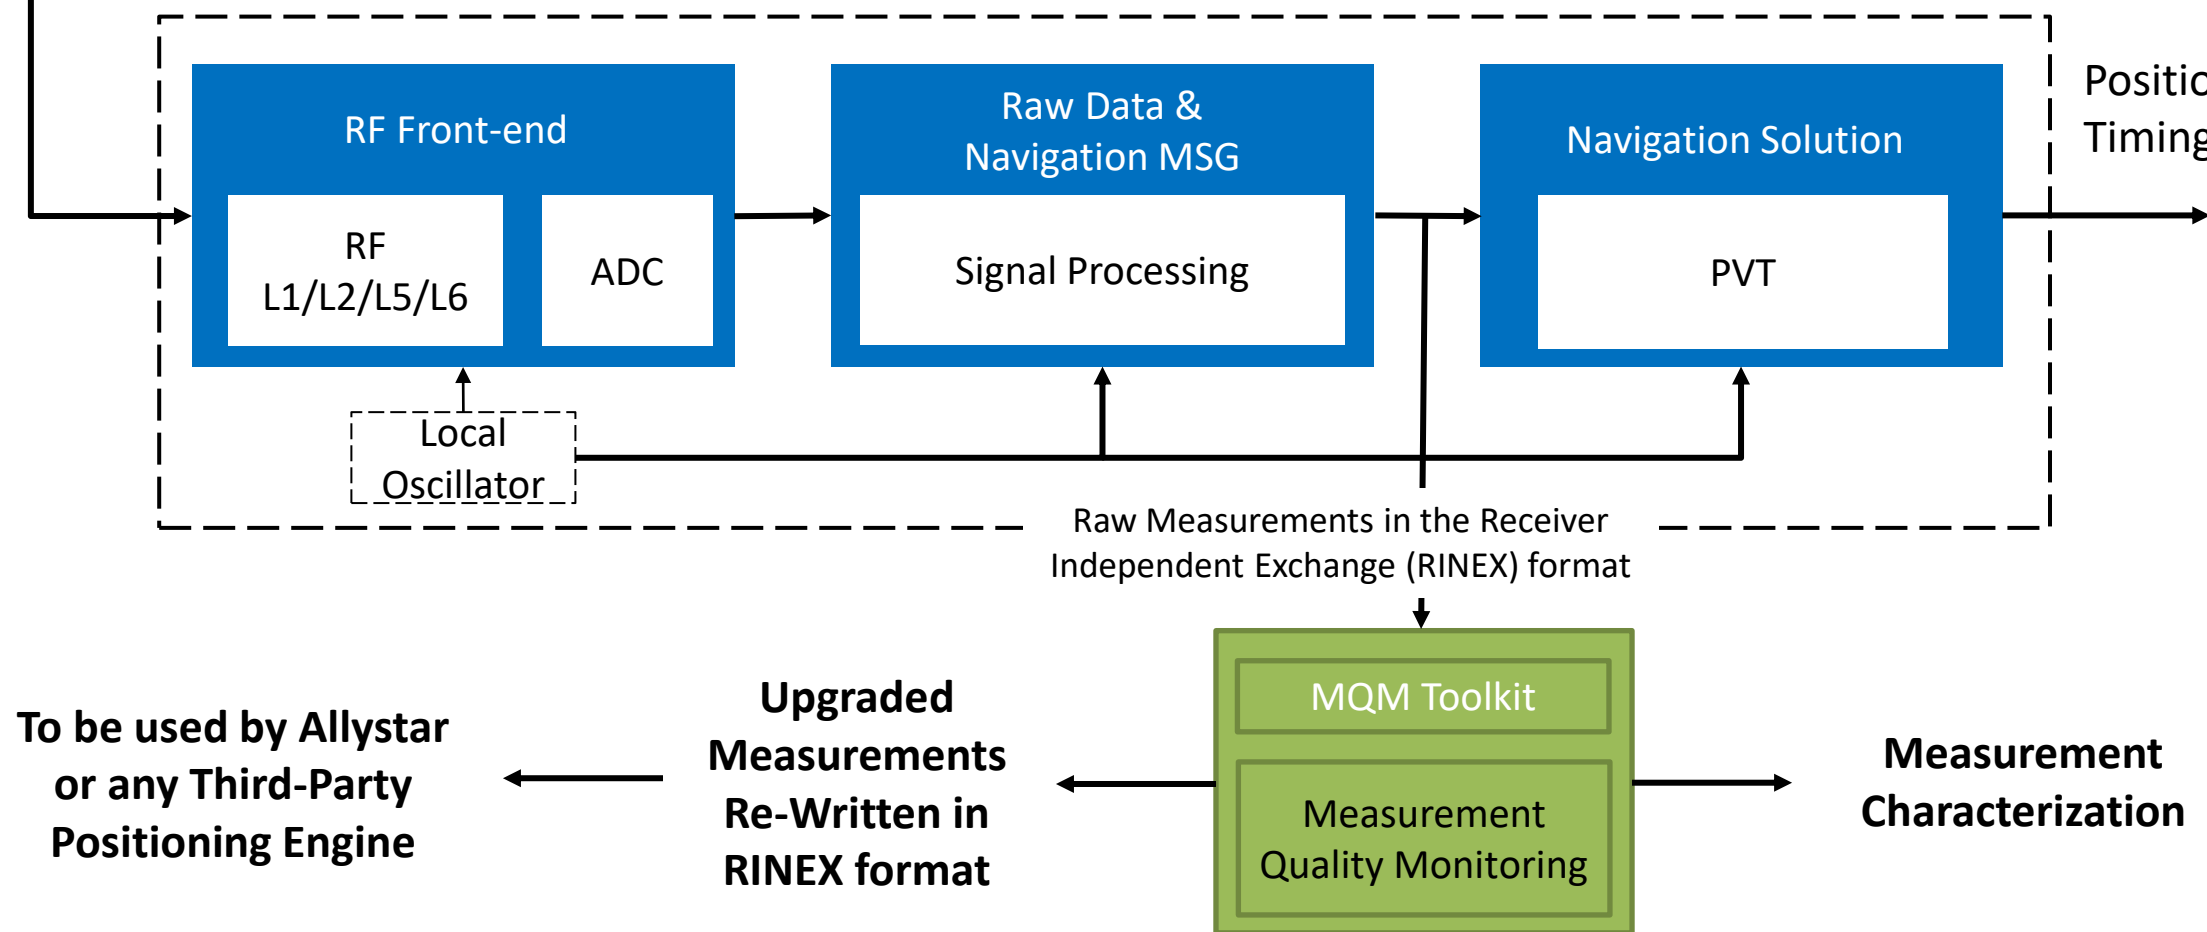 RF Front-end
RF
L1/L2/L5/L6
ADC
Raw Data &
Navigation MSG
Signal Processing
Navigation Solution
PVT
Local
Oscillator
Raw Measurements in the Receiver
Independent Exchange (RINEX) format
MQM Toolkit
Measurement
Quality Monitoring
Upgraded
Measurements
Re-Written in
RINEX format
To be used by Allystar
or any Third-Party
Positioning Engine
Measurement
Characterization